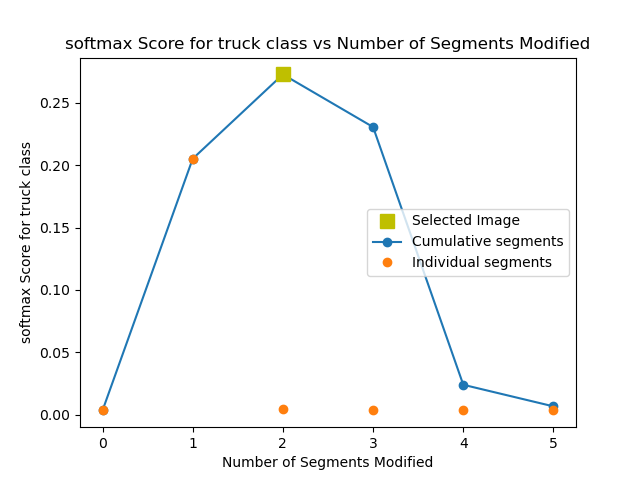 softmax Score for truck class vs Number of Segments Modified
softmax Score for truck class
0.25
0.20
0.15
0.10
0.05
0.00
Selected Image
Cumulative segments
Individual segments
0 1 2 3 4 5
Number of Segments Modified